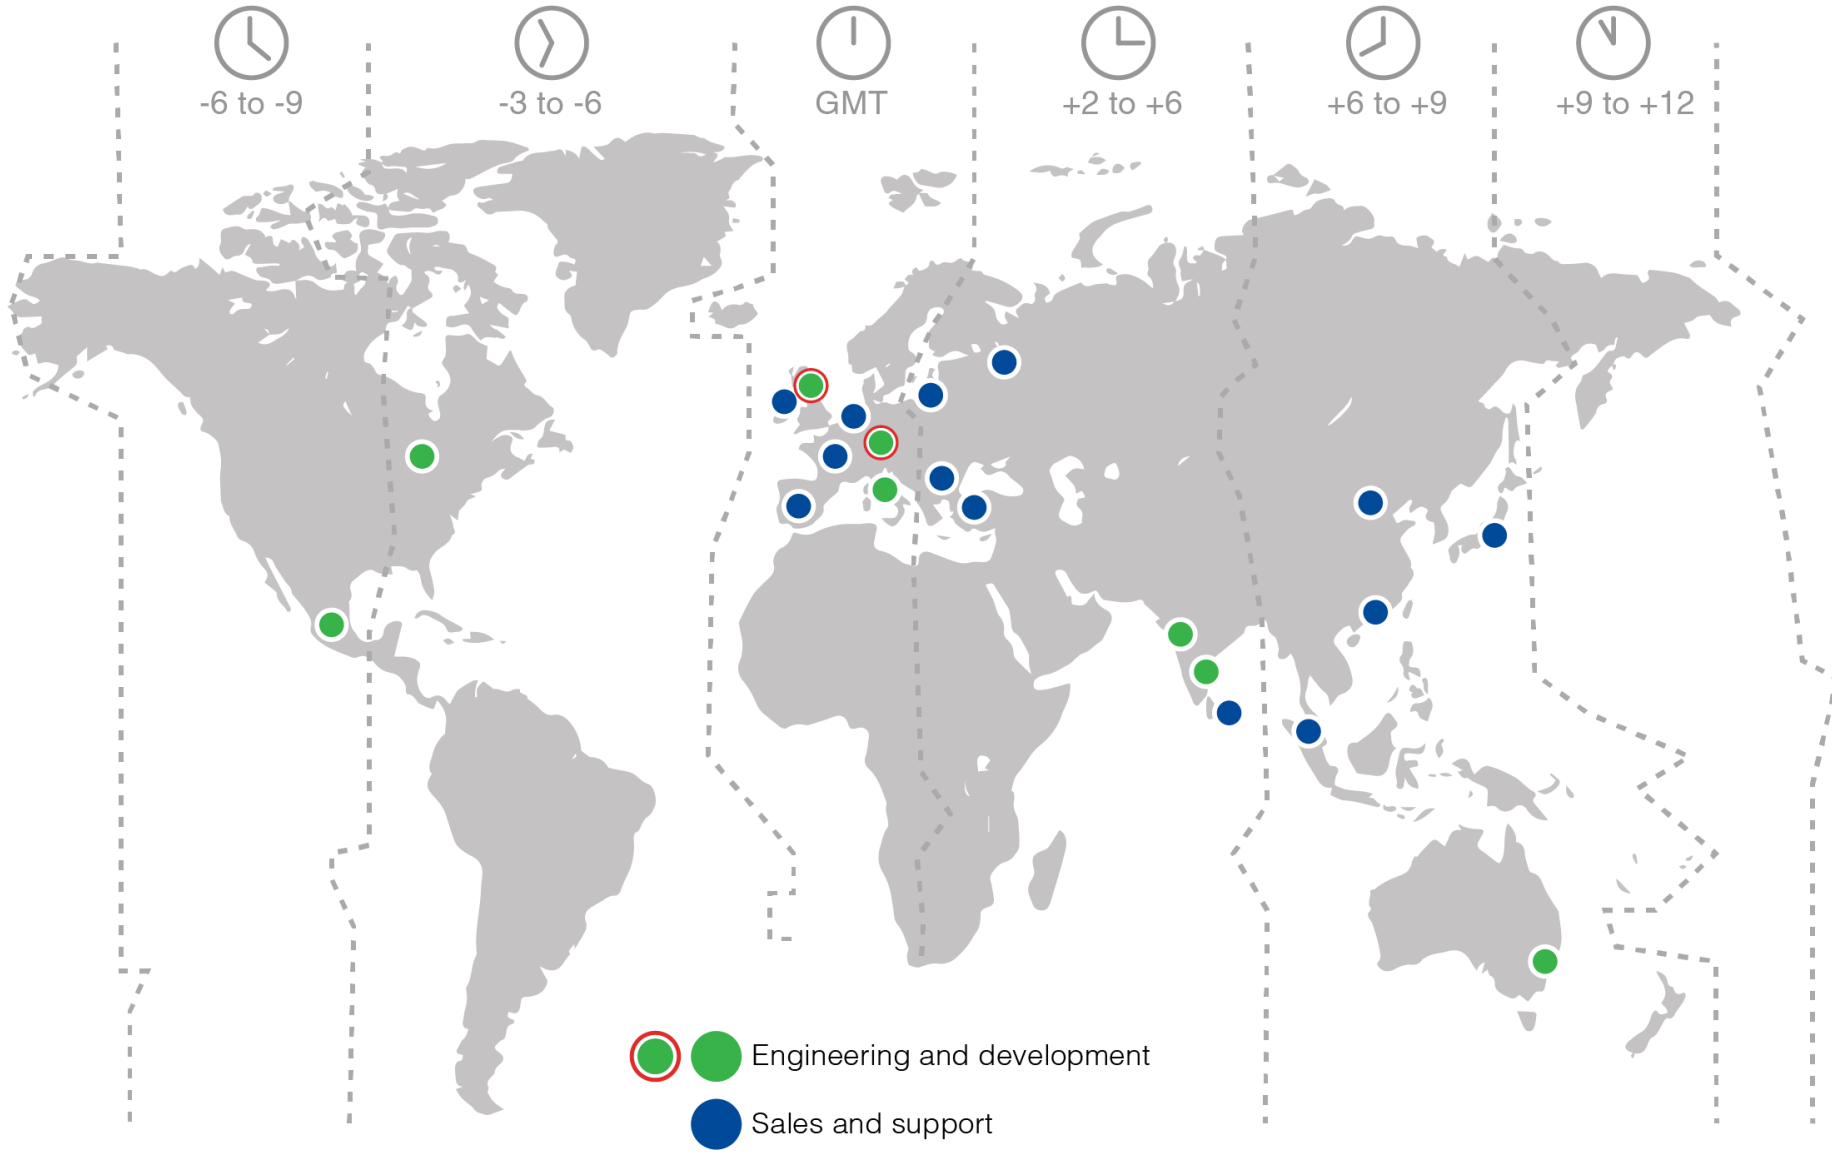 -6 to -9
-3 to -6
GMT
+2 to +6
+6 to +9
+9 to +12
Engineering and development
Sales and support